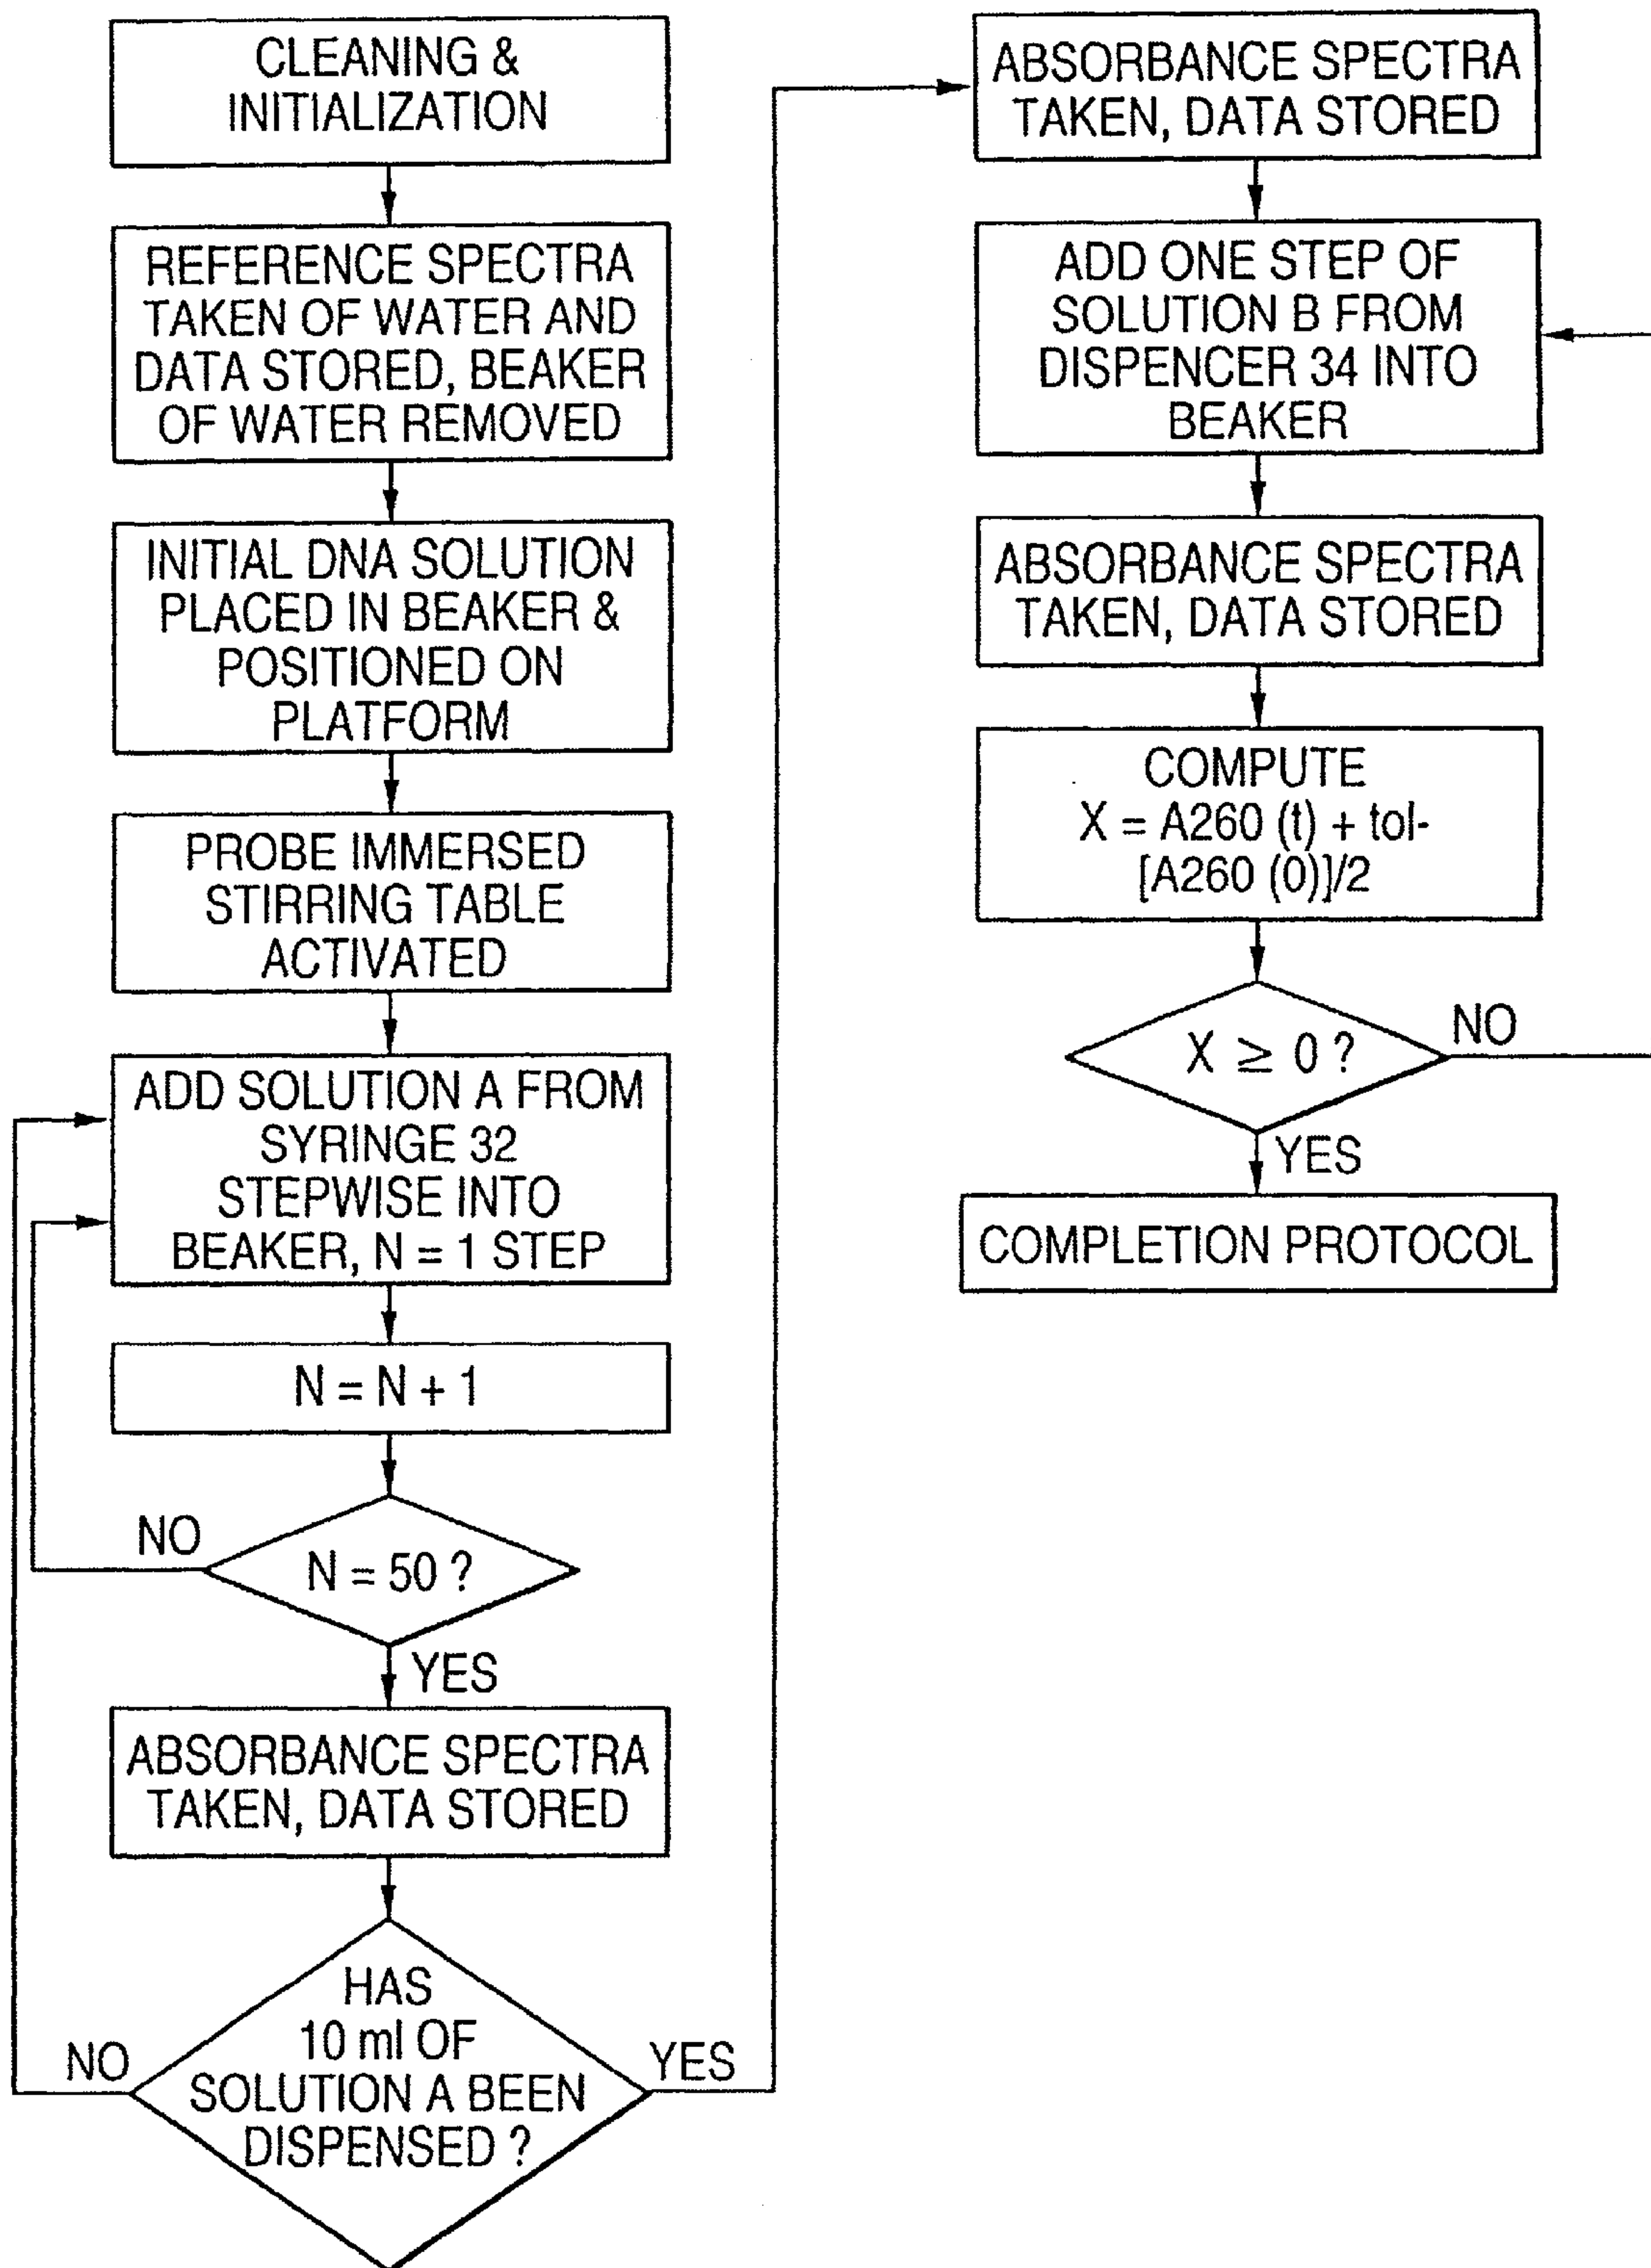 CLEANING &
INITIALIZATION
REFERENCE SPECTRA
TAKEN OF WATER AND
DATA STORED, BEAKER
OF WATER REMOVED
INITIAL DNA SOLUTION
PLACED IN BEAKER &
POSITIONED ON
PLATFORM
PROBE IMMERSED
STIRRING TABLE
ACTIVATED
ADD SOLUTION A FROM
SYRINGE 32
STEPWISE INTO
BEAKER, N = 1 STEP
N = N + 1
NO
N = 50 ?
YES
ABSORBANCE SPECTRA
TAKEN, DATA STORED
HAS
10 ml OF
SOLUTION A BEEN
DISPENSED ?
NO
YES
ABSORBANCE SPECTRA
TAKEN, DATA STORED
ADD ONE STEP OF
SOLUTION B FROM
DISPENCER 34 INTO
BEAKER
ABSORBANCE SPECTRA
TAKEN, DATA STORED
COMPUTE
X = A260 (t) + tol-
[A260 (0)]/2
X ≥ 0 ?
NO
YES
COMPLETION PROTOCOL